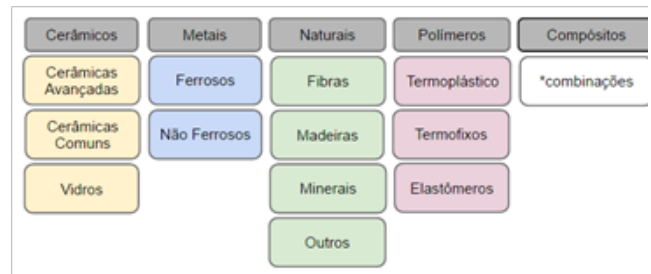 Cerâmicos
Metais
Naturais
Polímeros
Compósitos
Cerâmicas
Avançadas
Ferrosos
Fibras
Termoplástico
*combinações
Cerâmicas
Comuns
Não Ferrosos
Madeiras
Termofixos
Vidros
Minerais
Elastômeros
Outros